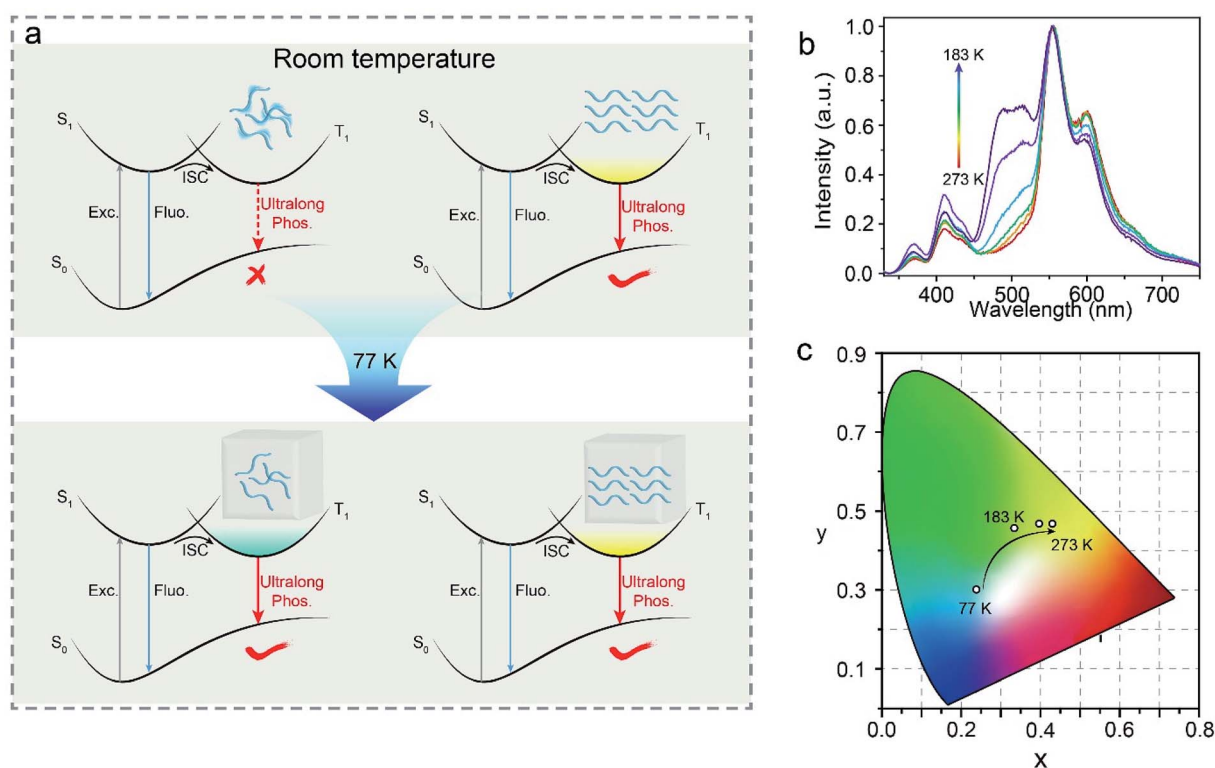 a
Room temperature
S1
T1
ISC
Exc.
Fluo.
Ultralong
Phos.
S0
S1
T1
ISC
Exc.
Fluo.
Ultralong
Phos.
S0
77 K
S1
T1
ISC
Exc.
Fluo.
Ultralong
Phos.
S0
S1
T1
ISC
Exc.
Fluo.
Ultralong
Phos.
S0
b
Intensity (a.u.)
1.0
0.8
0.6
0.4
0.2
0.0
183 K
273 K
400 500 600 700
Wavelength (nm)
c
y
0.9
0.7
0.5
0.3
0.1
183 K
273 K
77 K
0.0 0.2 0.4 0.6 0.8
x